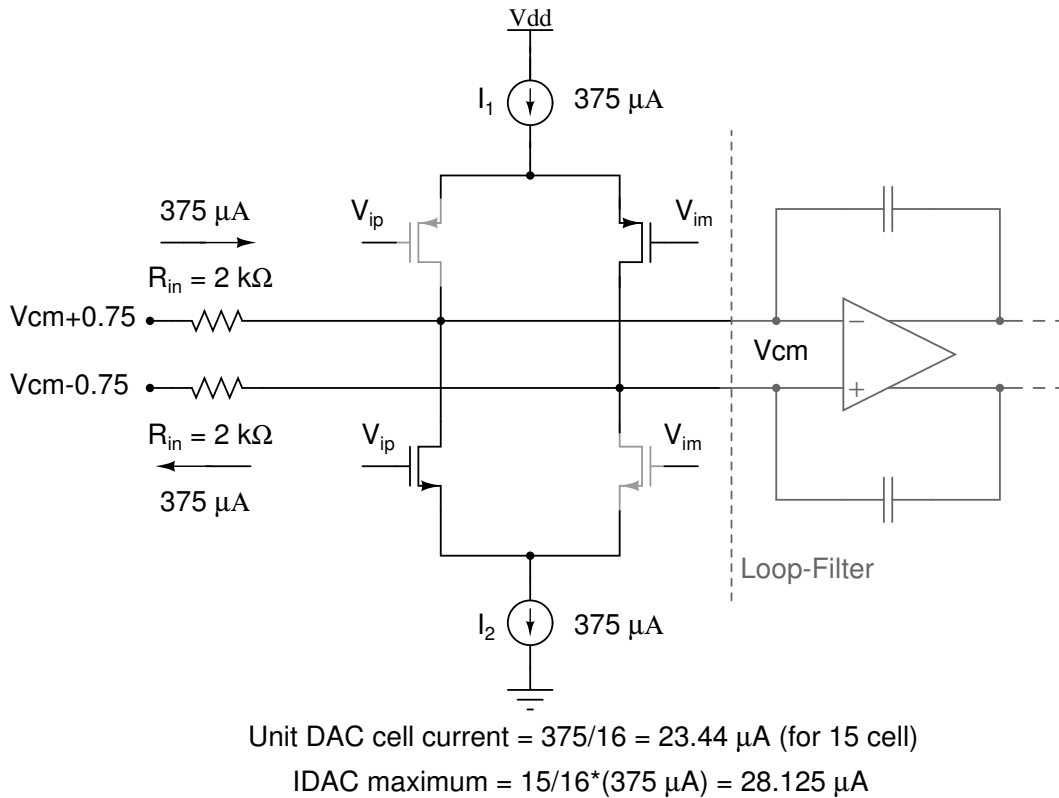 Vdd
I1 375 μA
375 μA
Vip Vim
Rin = 2 kΩ
Vcm+0.75
−
Vcm
Vcm-0.75
+
Rin = 2 kΩ
Vip Vim
375 μA
Loop-Filter
I2 375 μA
Unit DAC cell current = 375/16 = 23.44 μA (for 15 cell)
IDAC maximum = 15/16*(375 μA) = 28.125 μA